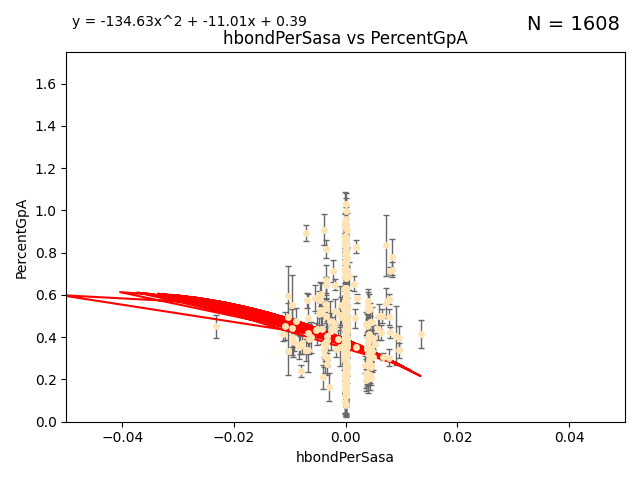 y = -134.63x^2 + -11.01x + 0.39
N = 1608
hbondPerSasa vs PercentGpA
PercentGpA
1.6
1.4
1.2
1.0
0.8
0.6
0.4
0.2
0.0
−0.04
−0.02
0.00
0.02
0.04
hbondPerSasa